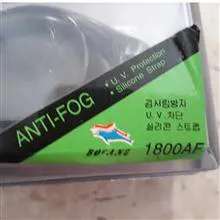 ANTI-FOG
• U. V. Protection
• Silicone Strap
김서림방지
U. V. 차단
실리콘 스트랩
1800AF